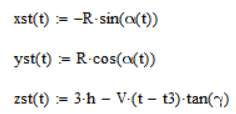 xst(t) := −R·sin(α(t))
yst(t) := R·cos(α(t))
zst(t) := 3·h − V·(t − t3)·tan(γ)